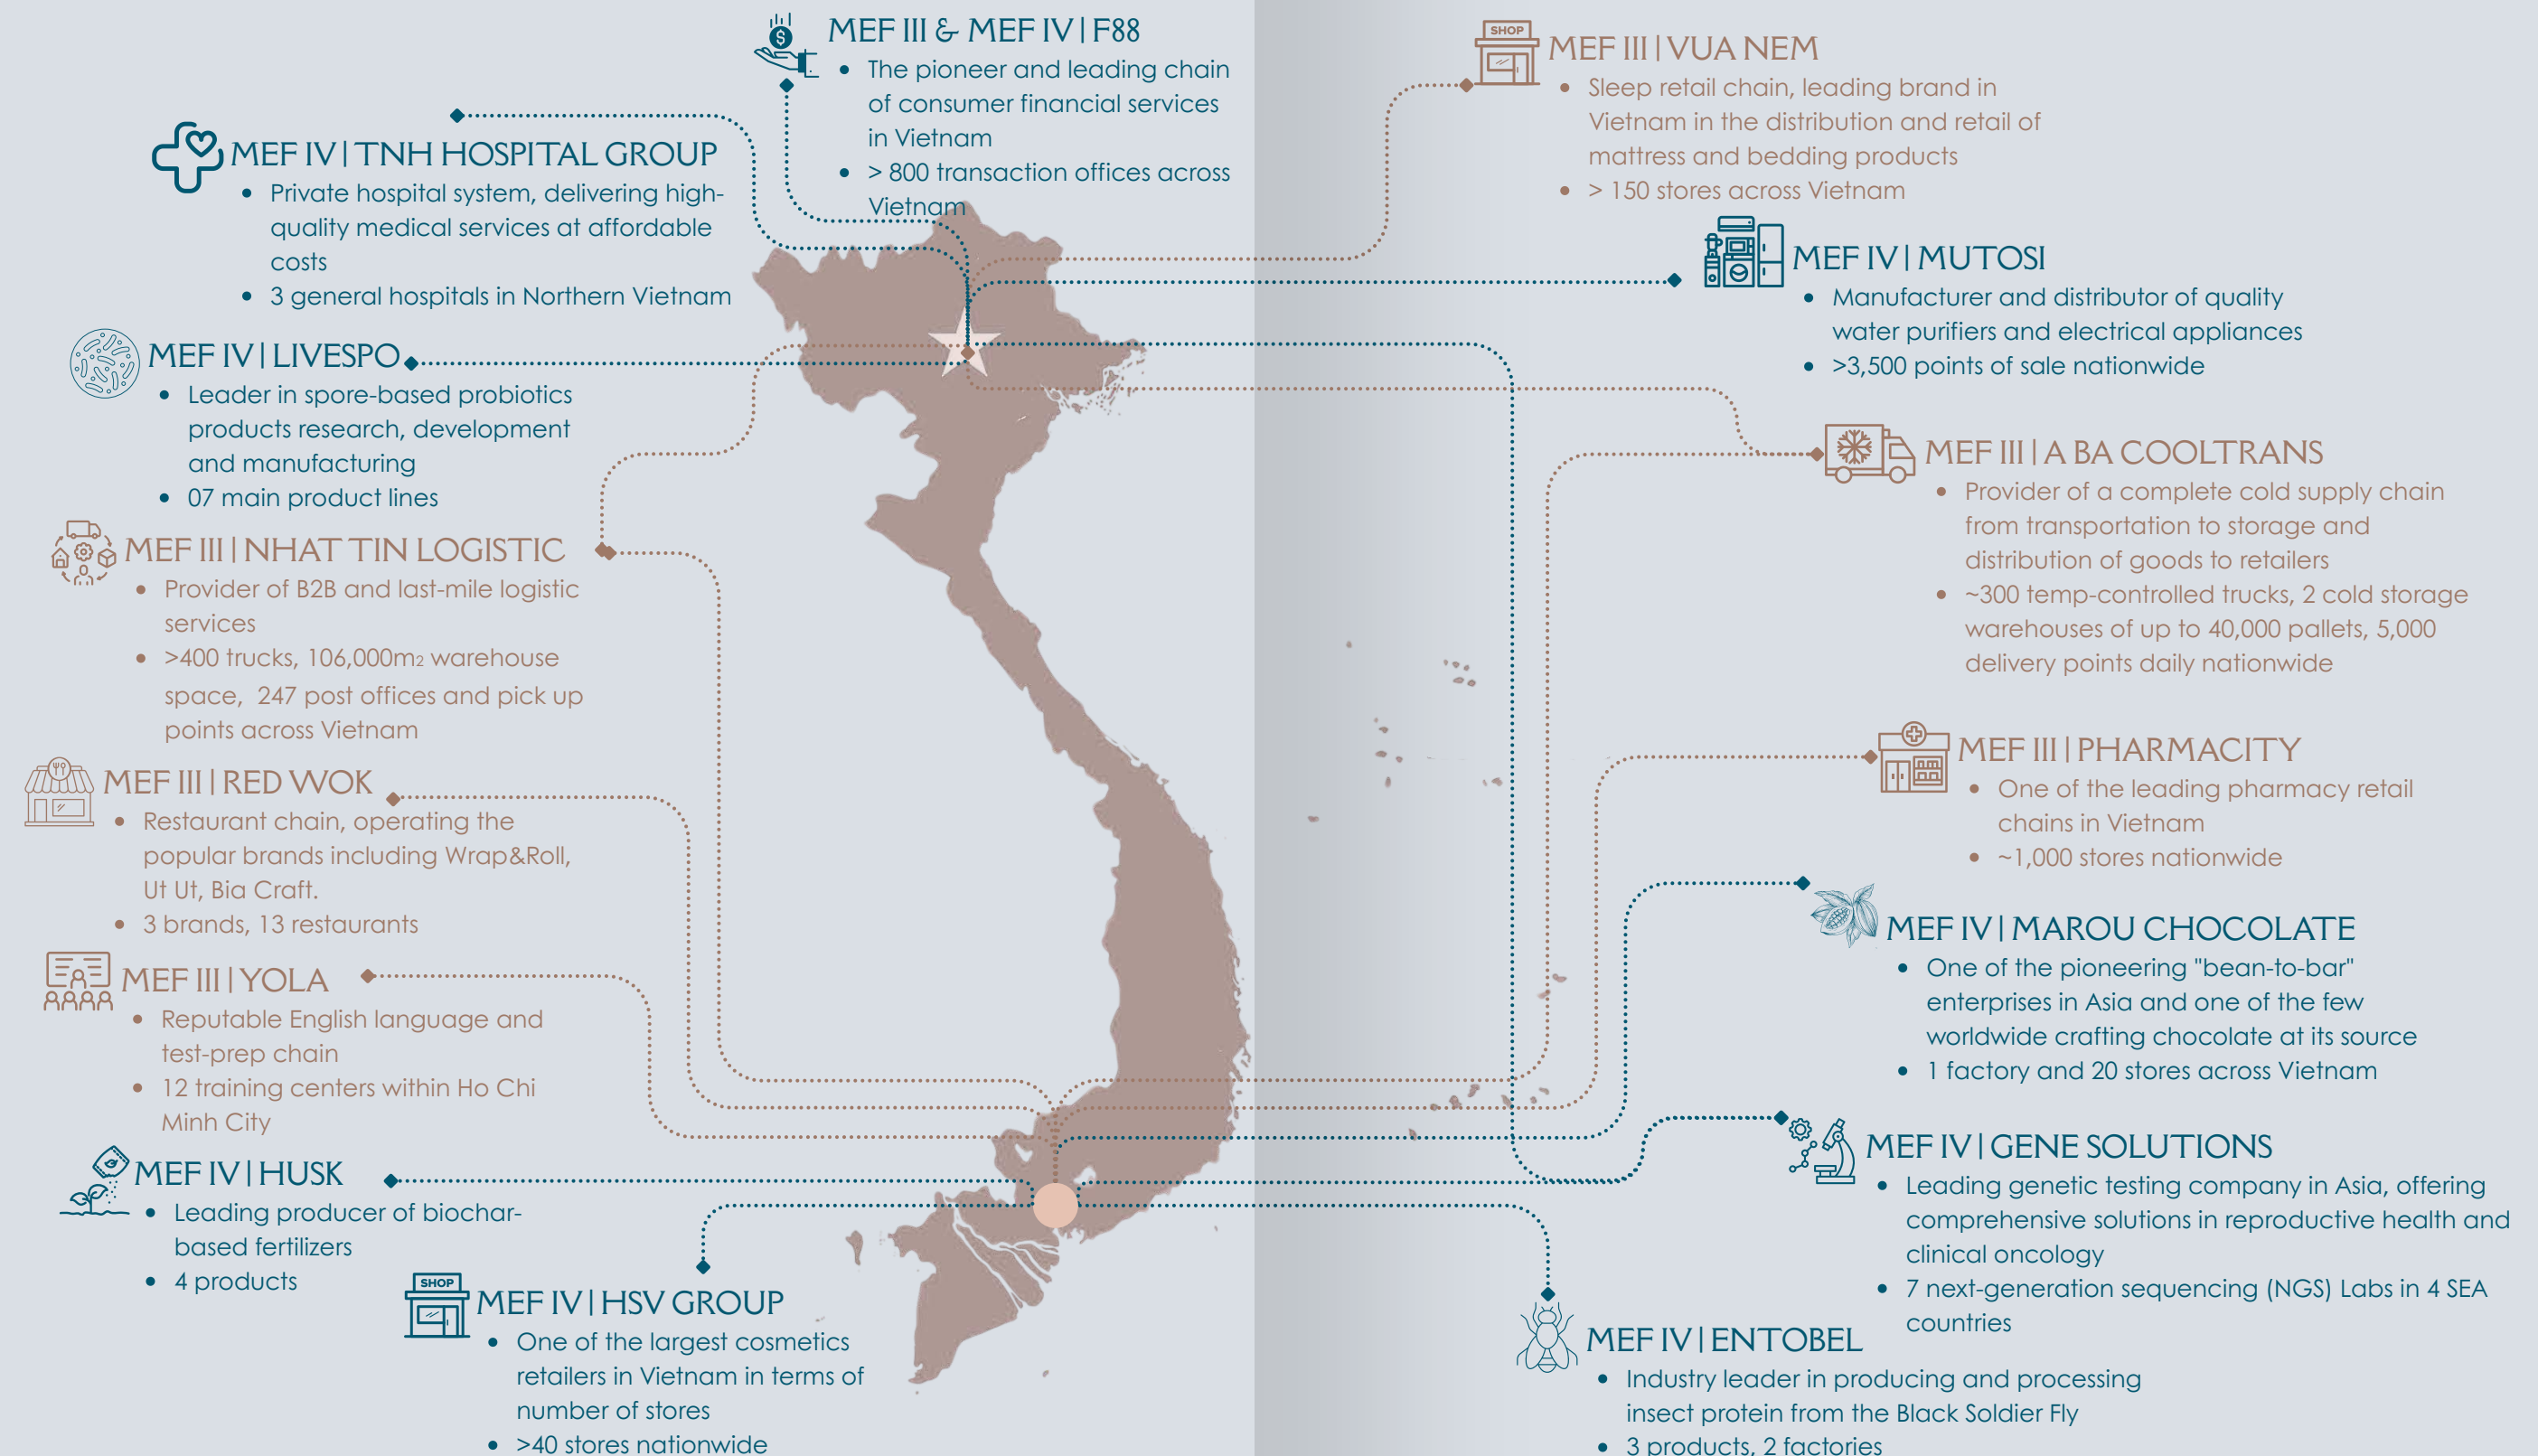 MEF III & MEF IV | F88
• The pioneer and leading chain
of consumer financial services
in Vietnam
• > 800 transaction offices across
Vietnam
MEF IV | TNH HOSPITAL GROUP
• Private hospital system, delivering high-
quality medical services at affordable
costs
• 3 general hospitals in Northern Vietnam
MEF IV | LIVESPO
• Leader in spore-based probiotics
products research, development
and manufacturing
• 07 main product lines
MEF III | NHAT TIN LOGISTIC
• Provider of B2B and last-mile logistic
services
• >400 trucks, 106,000m2 warehouse
space, 247 post offices and pick up
points across Vietnam
MEF III | RED WOK
• Restaurant chain, operating the
popular brands including Wrap&Roll,
Ut Ut, Bia Craft.
• 3 brands, 13 restaurants
MEF III | YOLA
• Reputable English language and
test-prep chain
• 12 training centers within Ho Chi
Minh City
MEF IV | HUSK
• Leading producer of biochar-
based fertilizers
• 4 products
SHOP
MEF IV | HSV GROUP
• One of the largest cosmetics
retailers in Vietnam in terms of
number of stores
• >40 stores nationwide
SHOP
MEF III | VUA NEM
• Sleep retail chain, leading brand in
Vietnam in the distribution and retail of
mattress and bedding products
• > 150 stores across Vietnam
MEF IV | MUTOSI
• Manufacturer and distributor of quality
water purifiers and electrical appliances
• >3,500 points of sale nationwide
MEF III | A BA COOLTRANS
• Provider of a complete cold supply chain
from transportation to storage and
distribution of goods to retailers
• ~300 temp-controlled trucks, 2 cold storage
warehouses of up to 40,000 pallets, 5,000
delivery points daily nationwide
MEF III | PHARMACITY
• One of the leading pharmacy retail
chains in Vietnam
• ~1,000 stores nationwide
MEF IV | MAROU CHOCOLATE
• One of the pioneering "bean-to-bar"
enterprises in Asia and one of the few
worldwide crafting chocolate at its source
• 1 factory and 20 stores across Vietnam
MEF IV | GENE SOLUTIONS
• Leading genetic testing company in Asia, offering
comprehensive solutions in reproductive health and
clinical oncology
• 7 next-generation sequencing (NGS) Labs in 4 SEA
countries
MEF IV | ENTOBEL
• Industry leader in producing and processing
insect protein from the Black Soldier Fly
• 3 products, 2 factories